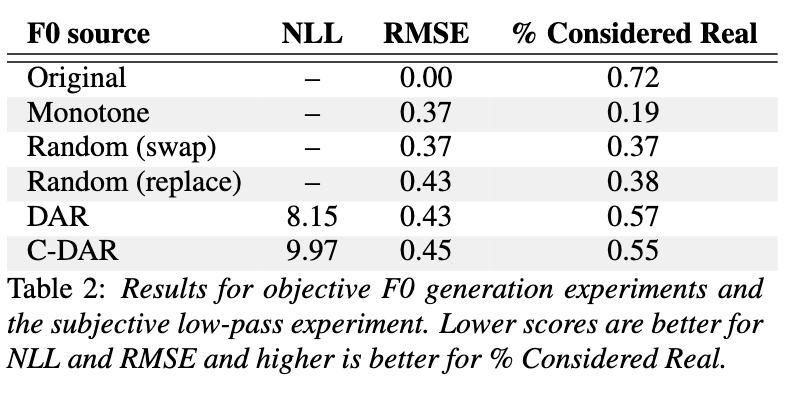 F0 source NLL RMSE % Considered Real
Original – 0.00 0.72
Monotone – 0.37 0.19
Random (swap) – 0.37 0.37
Random (replace) – 0.43 0.38
DAR 8.15 0.43 0.57
C-DAR 9.97 0.45 0.55
Table 2: Results for objective F0 generation experiments and
the subjective low-pass experiment. Lower scores are better for
NLL and RMSE and higher is better for % Considered Real.